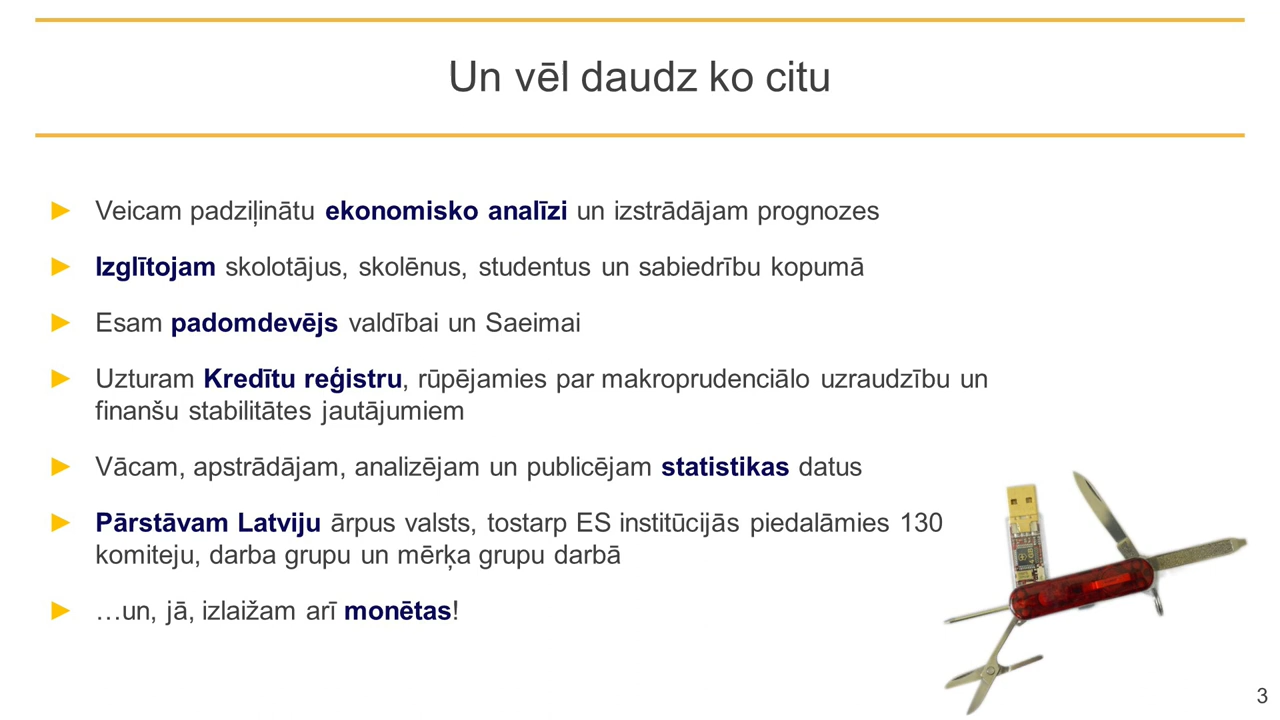 Un vēl daudz ko citu
► Veicam padziļinātu ekonomisko analīzi un izstrādājam prognozes
► Izglītojam skolotājus, skolēnus, studentus un sabiedrību kopumā
► Esam padomdevējs valdībai un Saeimai
► Uzturam Kredītu reģistru, rūpējamies par makroprudenciālo uzraudzību un
finanšu stabilitātes jautājumiem
► Vācam, apstrādājam, analizējam un publicējam statistikas datus
► Pārstāvam Latviju ārpus valsts, tostarp ES institūcijās piedalāmies 130
komiteju, darba grupu un mērķa grupu darbā
► …un, jā, izlaižam arī monētas!
3